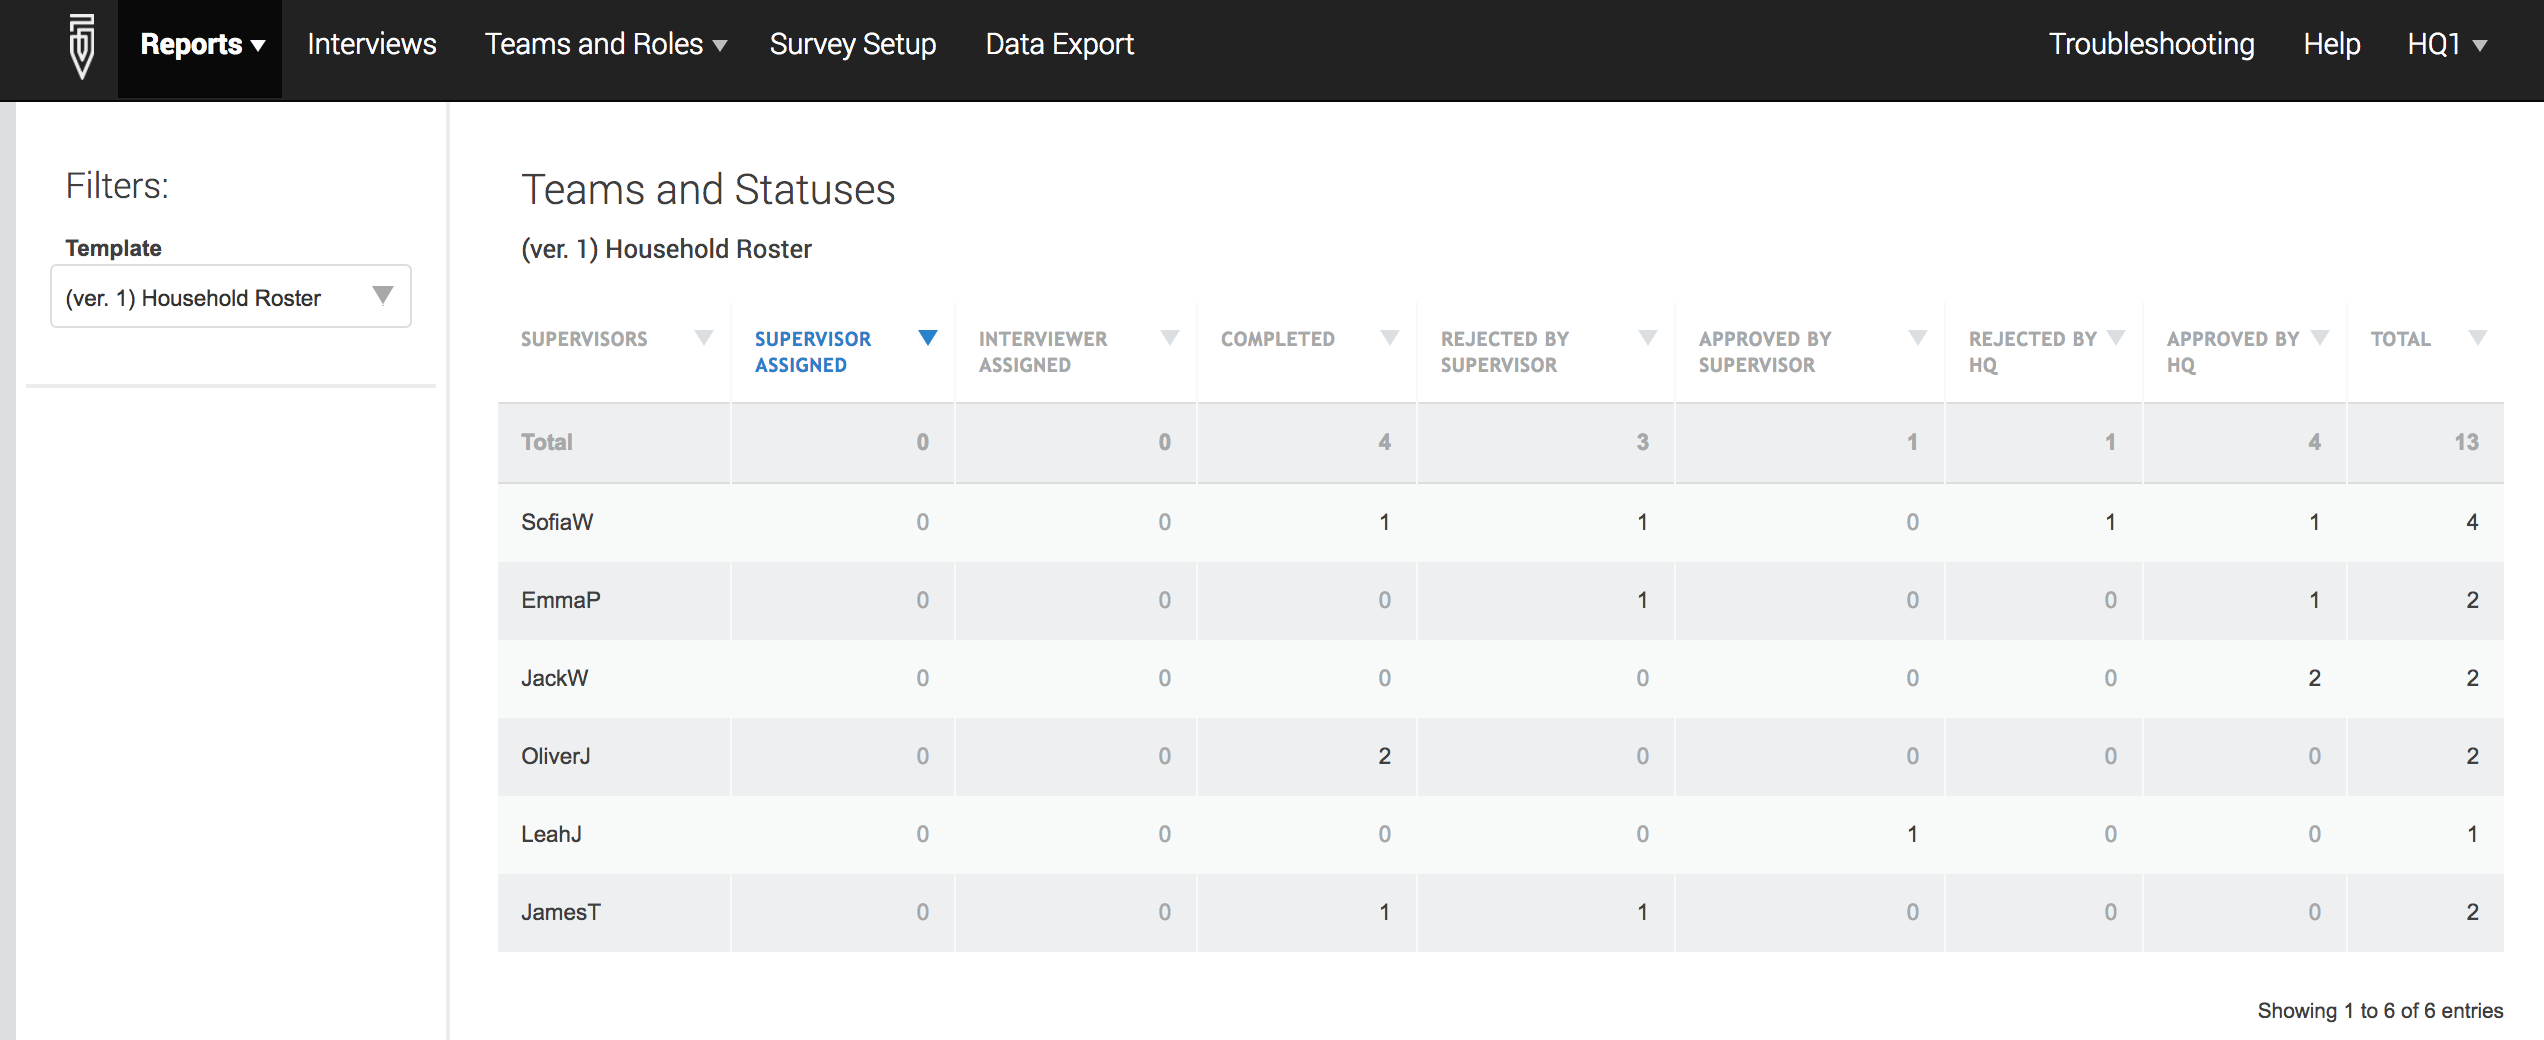 Reports Interviews Teams and Roles Survey Setup Data Export Troubleshooting Help HQ1
Filters:
Template
(ver. 1) Household Roster
Teams and Statuses
(ver. 1) Household Roster
SUPERVISORS SUPERVISOR ASSIGNED INTERVIEWER ASSIGNED COMPLETED REJECTED BY SUPERVISOR APPROVED BY SUPERVISOR REJECTED BY HQ APPROVED BY HQ TOTAL
Total 0 0 4 3 1 1 4 13
SofiaW 0 0 1 1 0 1 1 4
EmmaP 0 0 0 1 0 0 1 2
JackW 0 0 0 0 0 0 2 2
OliverJ 0 0 2 0 0 0 0 2
LeahJ 0 0 0 0 1 0 0 1
JamesT 0 0 1 1 0 0 0 2
Showing 1 to 6 of 6 entries